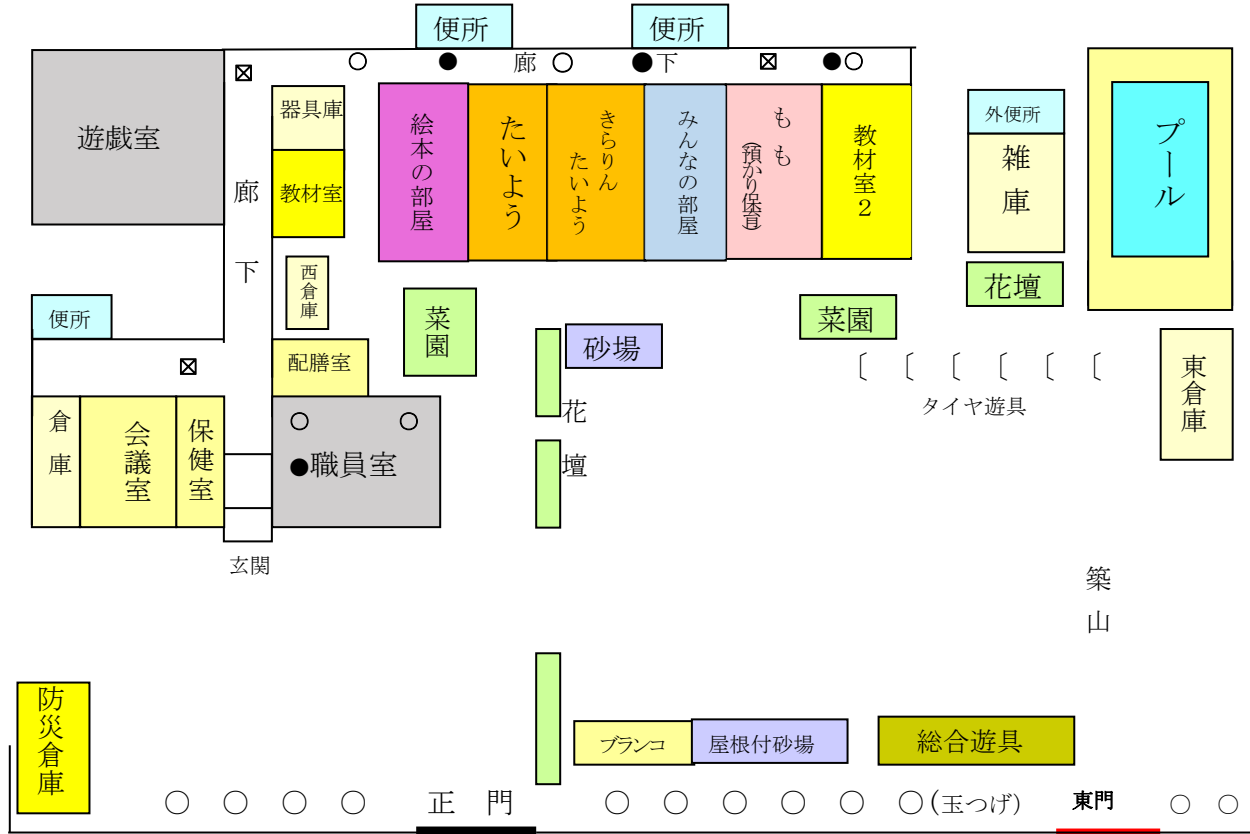 便所
便所
廊
下
遊戯室
器具庫
教材室
廊
下
西倉庫
絵本の部屋
たいよう
きらりん
たいよう
みんなの部屋
もも
(預かり保育)
教材室2
外便所
雑庫
プール
花壇
便所
配膳室
菜園
砂場
菜園
〔 〔 〔 〔 〔 〔
タイヤ遊具
東倉庫
倉庫
会議室
保健室
職員室
花壇
玄関
築山
防災倉庫
ブランコ
屋根付砂場
総合遊具
正門
(玉つげ)
東門